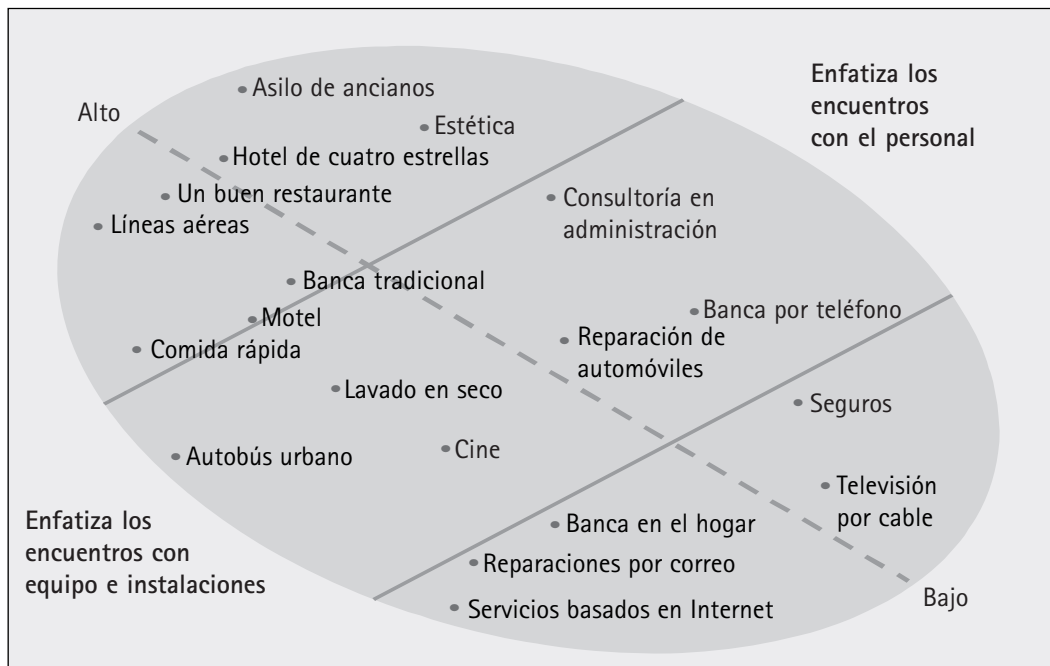 Asilo de ancianos
Enfatiza los
encuentros
con el personal
Alto
Estética
Hotel de cuatro estrellas
Un buen restaurante
Consultoría en
administración
Líneas aéreas
Banca tradicional
Banca por teléfono
Motel
Reparación de
automóviles
Comida rápida
Lavado en seco
Seguros
Autobús urbano
Cine
Televisión
por cable
Enfatiza los
encuentros con
equipo e instalaciones
Banca en el hogar
Reparaciones por correo
Bajo
Servicios basados en Internet